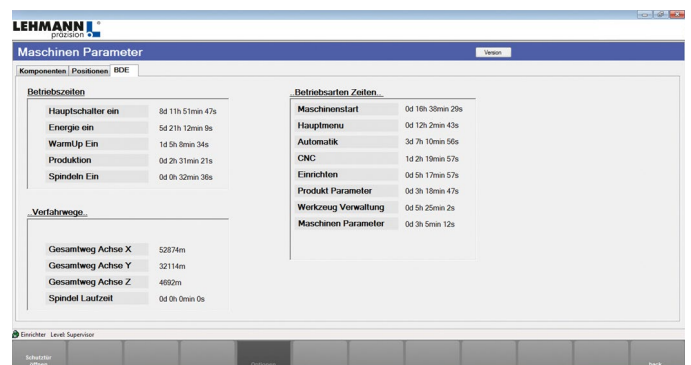 LEHMANN
präzision
Maschinen Parameter
Version
Komponenten Positionen BDE
Betriebszeiten
Hauptschalter ein 8d 11h 51min 47s
Energie ein 5d 21h 12min 9s
WarmUp Ein 1d 5h 8min 34s
Produktion 0d 2h 31min 21s
Spindeln Ein 0d 0h 32min 36s
..Verfahrwege..
Gesamtweg Achse X 52874m
Gesamtweg Achse Y 32114m
Gesamtweg Achse Z 4692m
Spindel Laufzeit 0d 0h 0min 0s
..Betriebsarten Zeiten..
Maschinenstart 0d 16h 38min 29s
Hauptmenu 0d 12h 2min 43s
Automatik 3d 7h 10min 56s
CNC 1d 2h 19min 57s
Einrichten 0d 5h 17min 57s
Produkt Parameter 0d 3h 18min 47s
Werkzeug Verwaltung 0d 5h 25min 2s
Maschinen Parameter 0d 3h 5min 12s
Einrichter Level: Supervisor
Schutztür
öffnen
back